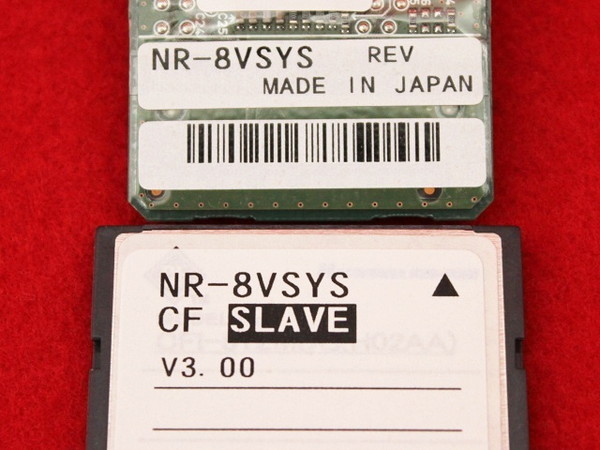 NR-8VSYS REV
MADE IN JAPAN
NR-8VSYS
CF SLAVE
V3.00